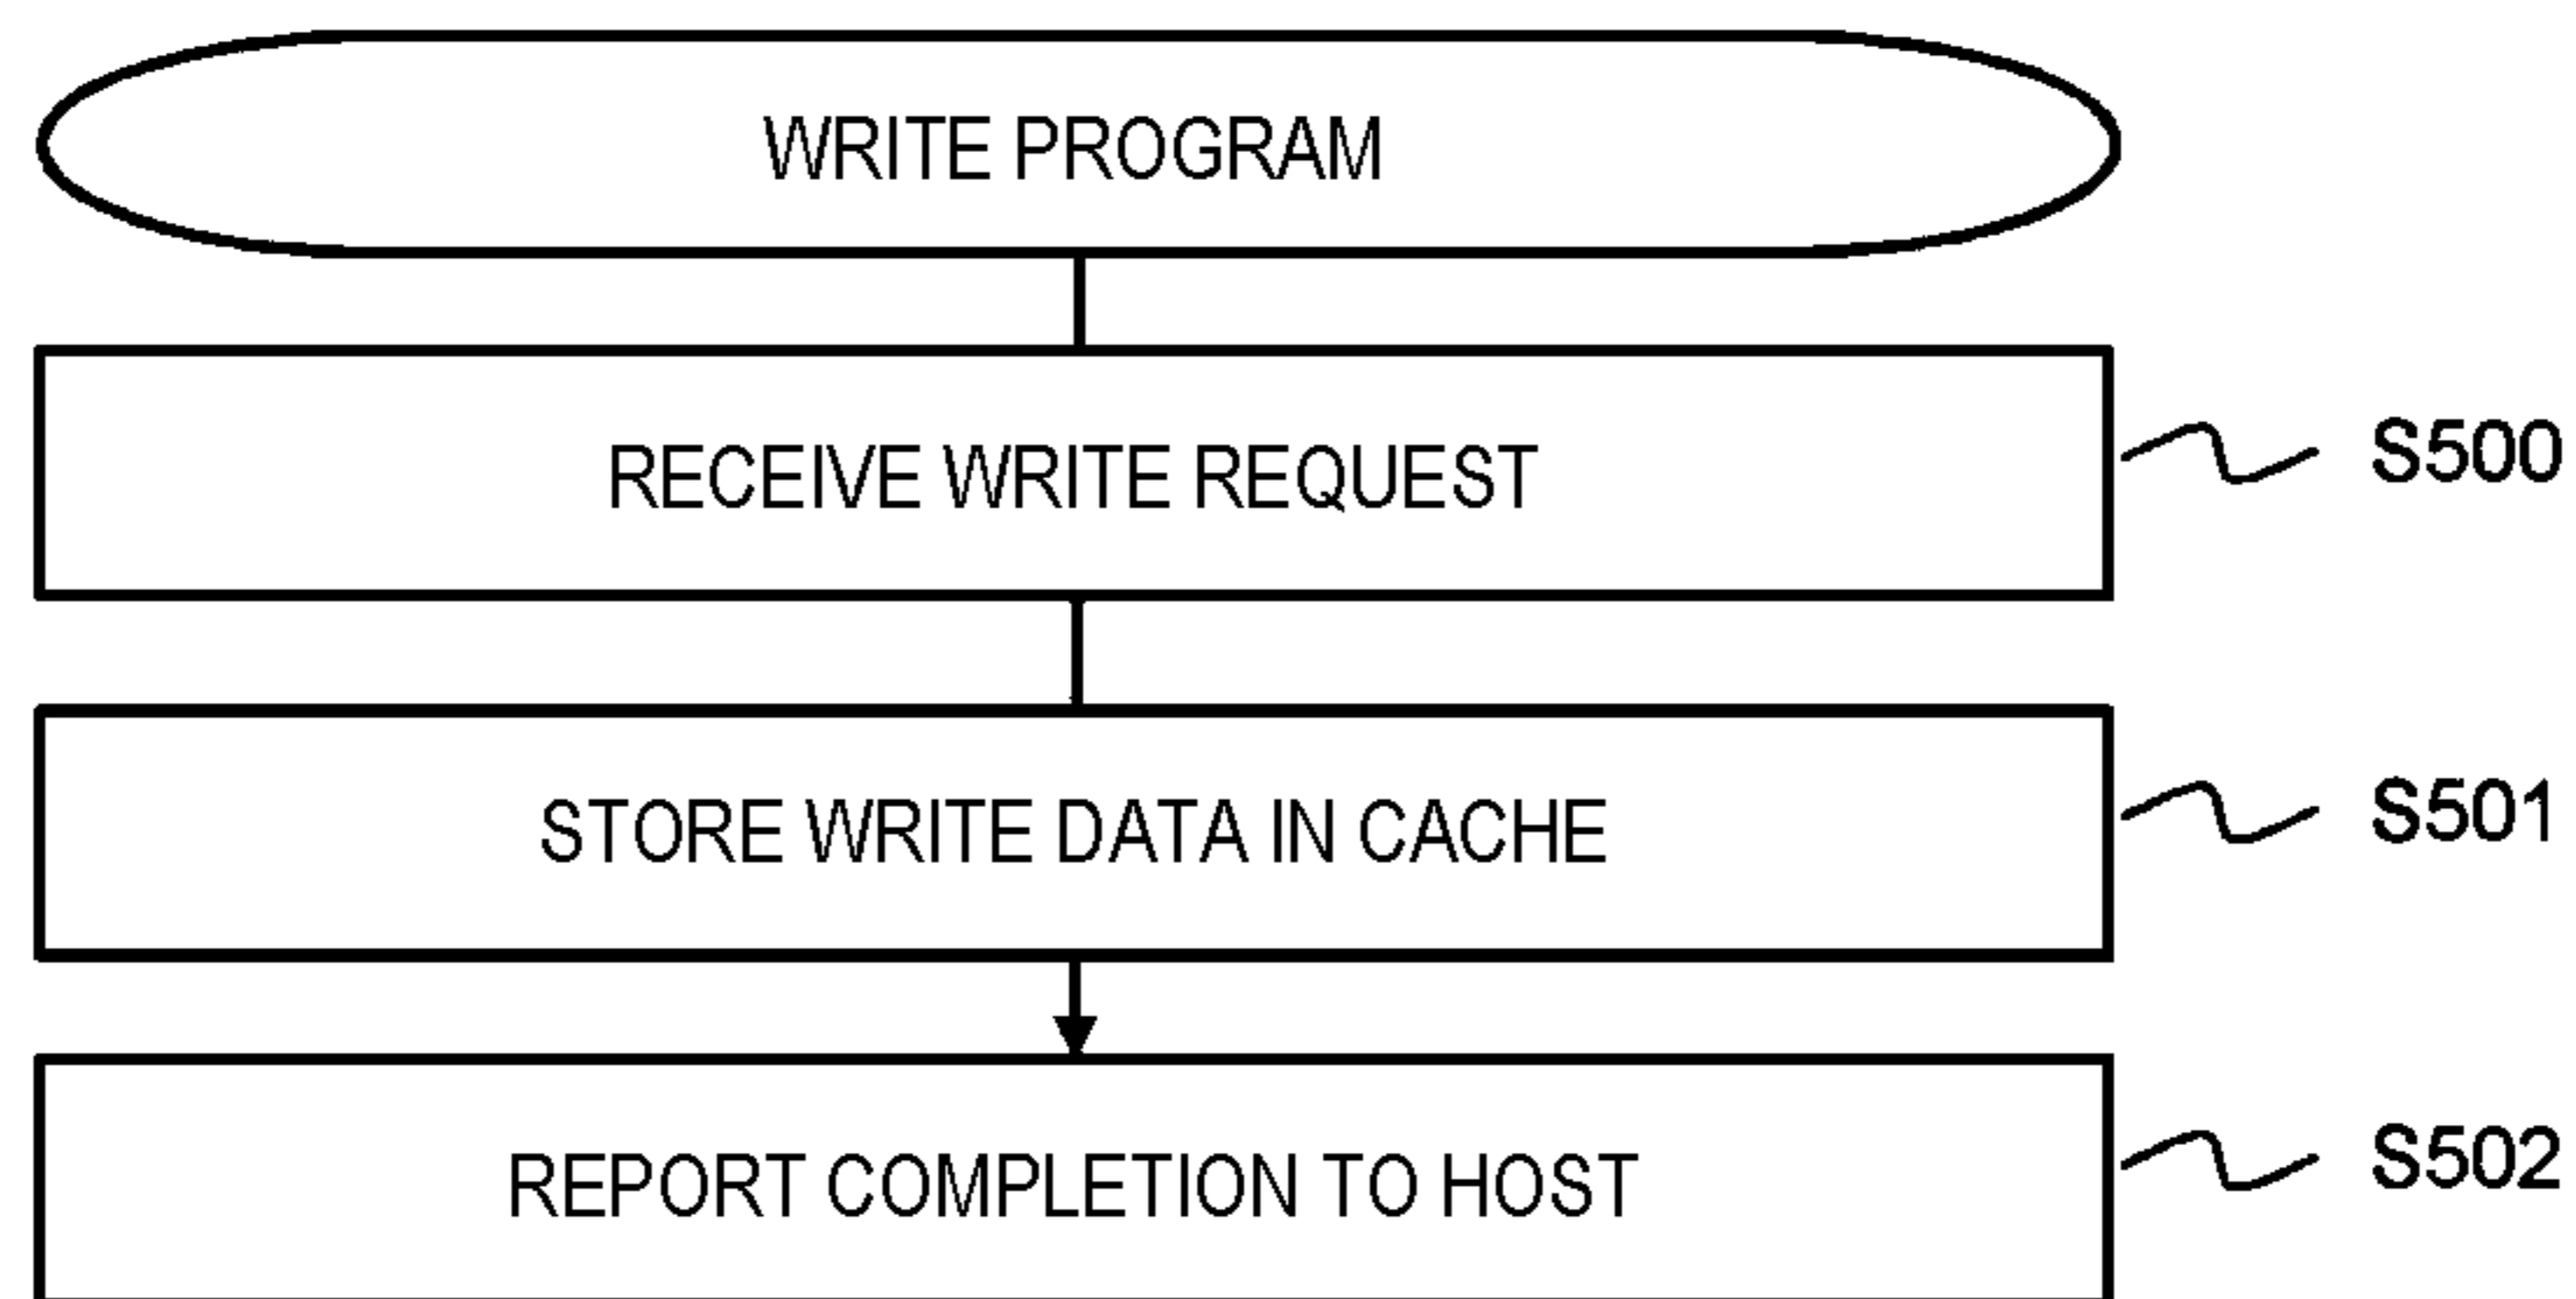 WRITE PROGRAM
RECEIVE WRITE REQUEST
S500
STORE WRITE DATA IN CACHE
S501
REPORT COMPLETION TO HOST
S502